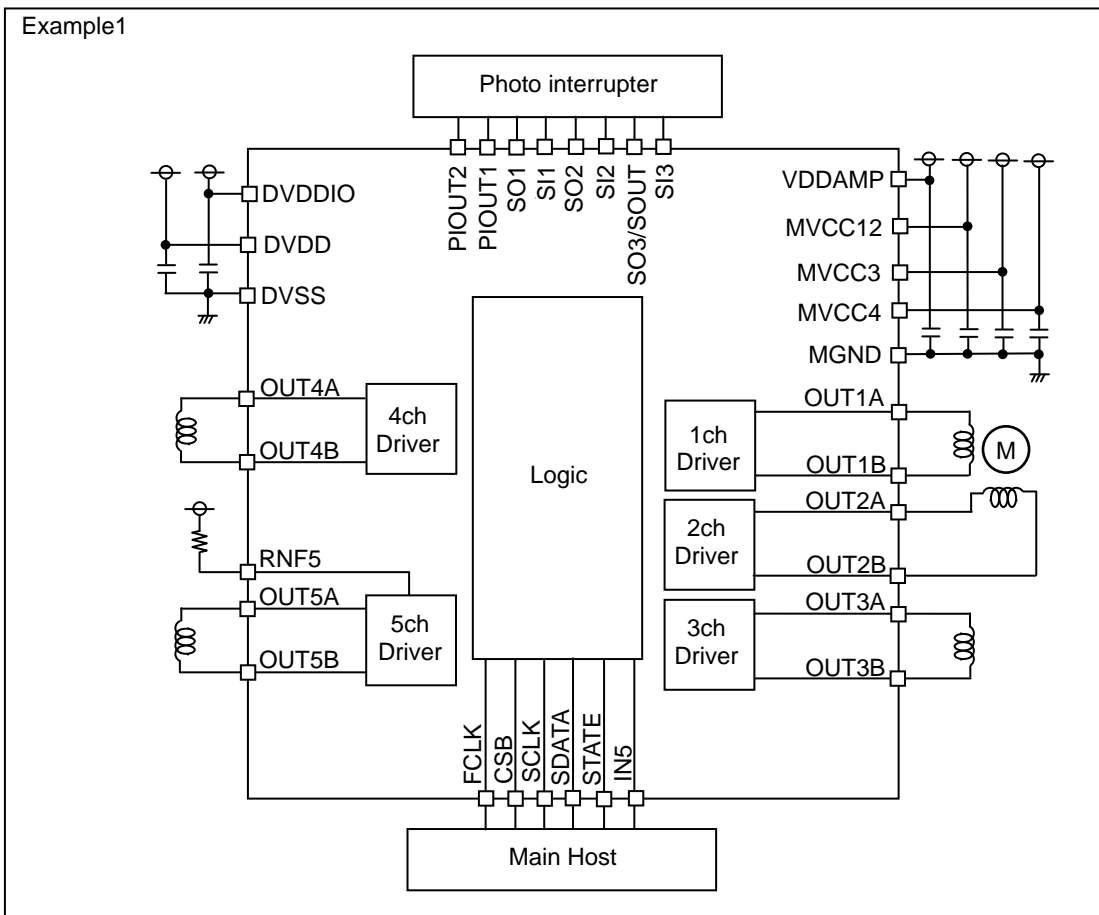 Example1
Photo interrupter
PIOUT2
PIOUT1
SO1
SI1
SO2
SI2
SO3/SOUT
SI3
DVDDIO
DVDD
DVSS
VDDAMP
MVCC12
MVCC3
MVCC4
MGND
OUT4A
4ch
Driver
OUT4B
RNF5
OUT5A
5ch
Driver
OUT5B
Logic
OUT1A
1ch
Driver
OUT1B
M
OUT2A
2ch
Driver
OUT2B
OUT3A
3ch
Driver
OUT3B
FCLK
CSB
SCLK
SDATA
STATE
IN5
Main Host